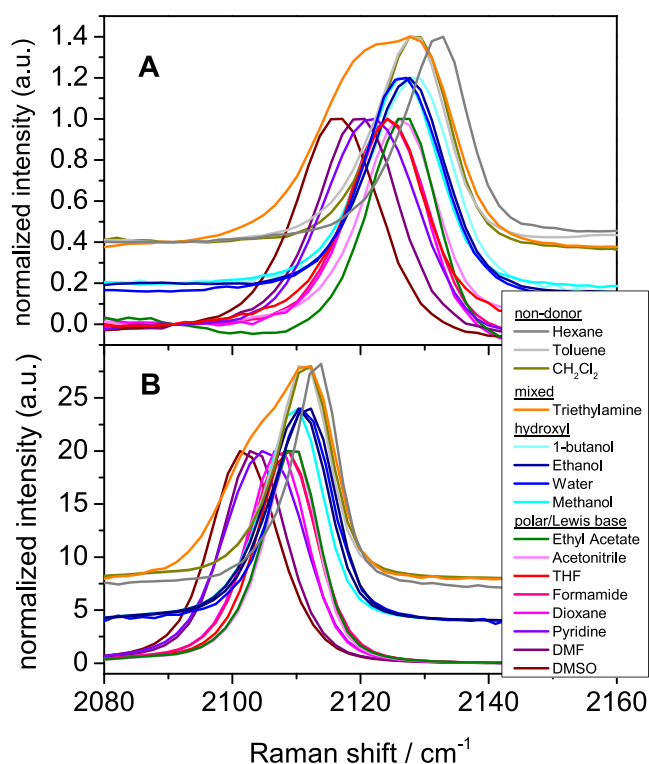 A
normalized intensity (a.u.)
1.4
1.2
1.0
0.8
0.6
0.4
0.2
0.0
B
normalized intensity (a.u.)
25
20
15
10
5
0
2080 2100 2120 2140 2160
Raman shift / cm⁻¹
non-donor
Hexane
Toluene
CH₂Cl₂
mixed
Triethylamine
hydroxyl
1-butanol
Ethanol
Water
Methanol
polar/Lewis base
Ethyl Acetate
Acetonitrile
THF
Formamide
Dioxane
Pyridine
DMF
DMSO